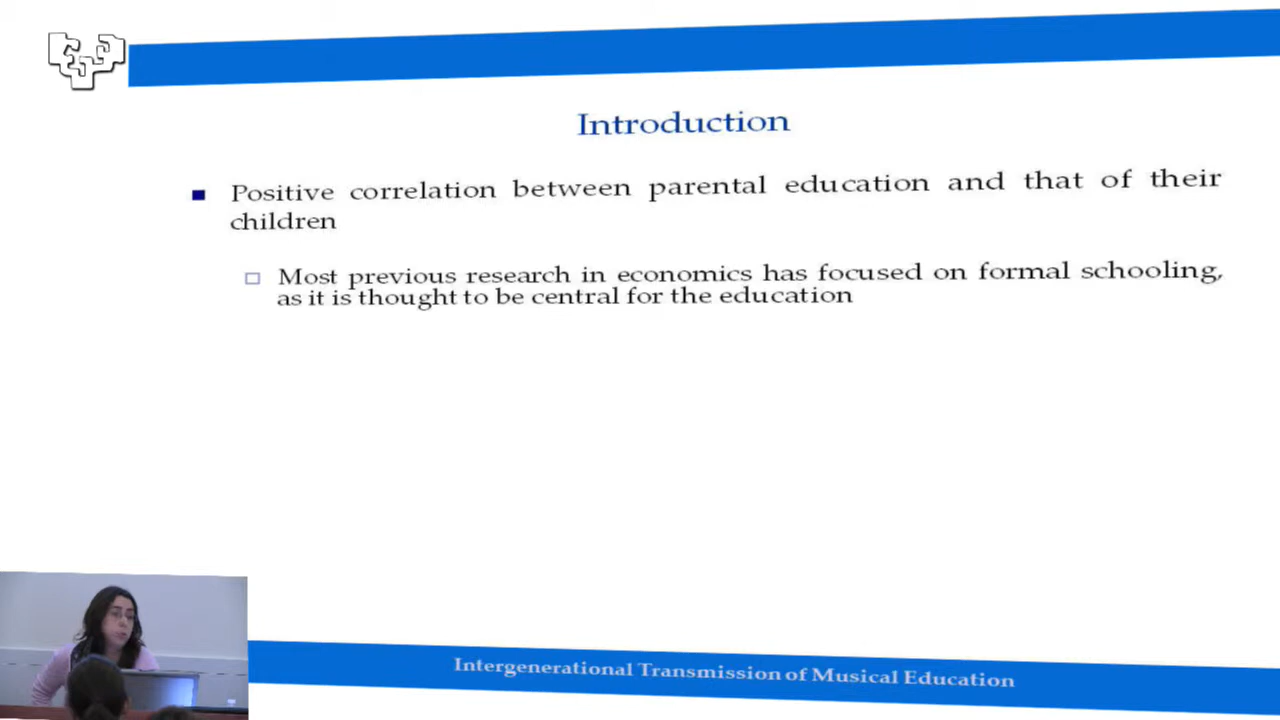 Introduction
Positive correlation between parental education and that of their
children
Most previous research in economics has focused on formal schooling,
as it is thought to be central for the education
Intergenerational Transmission of Musical Education